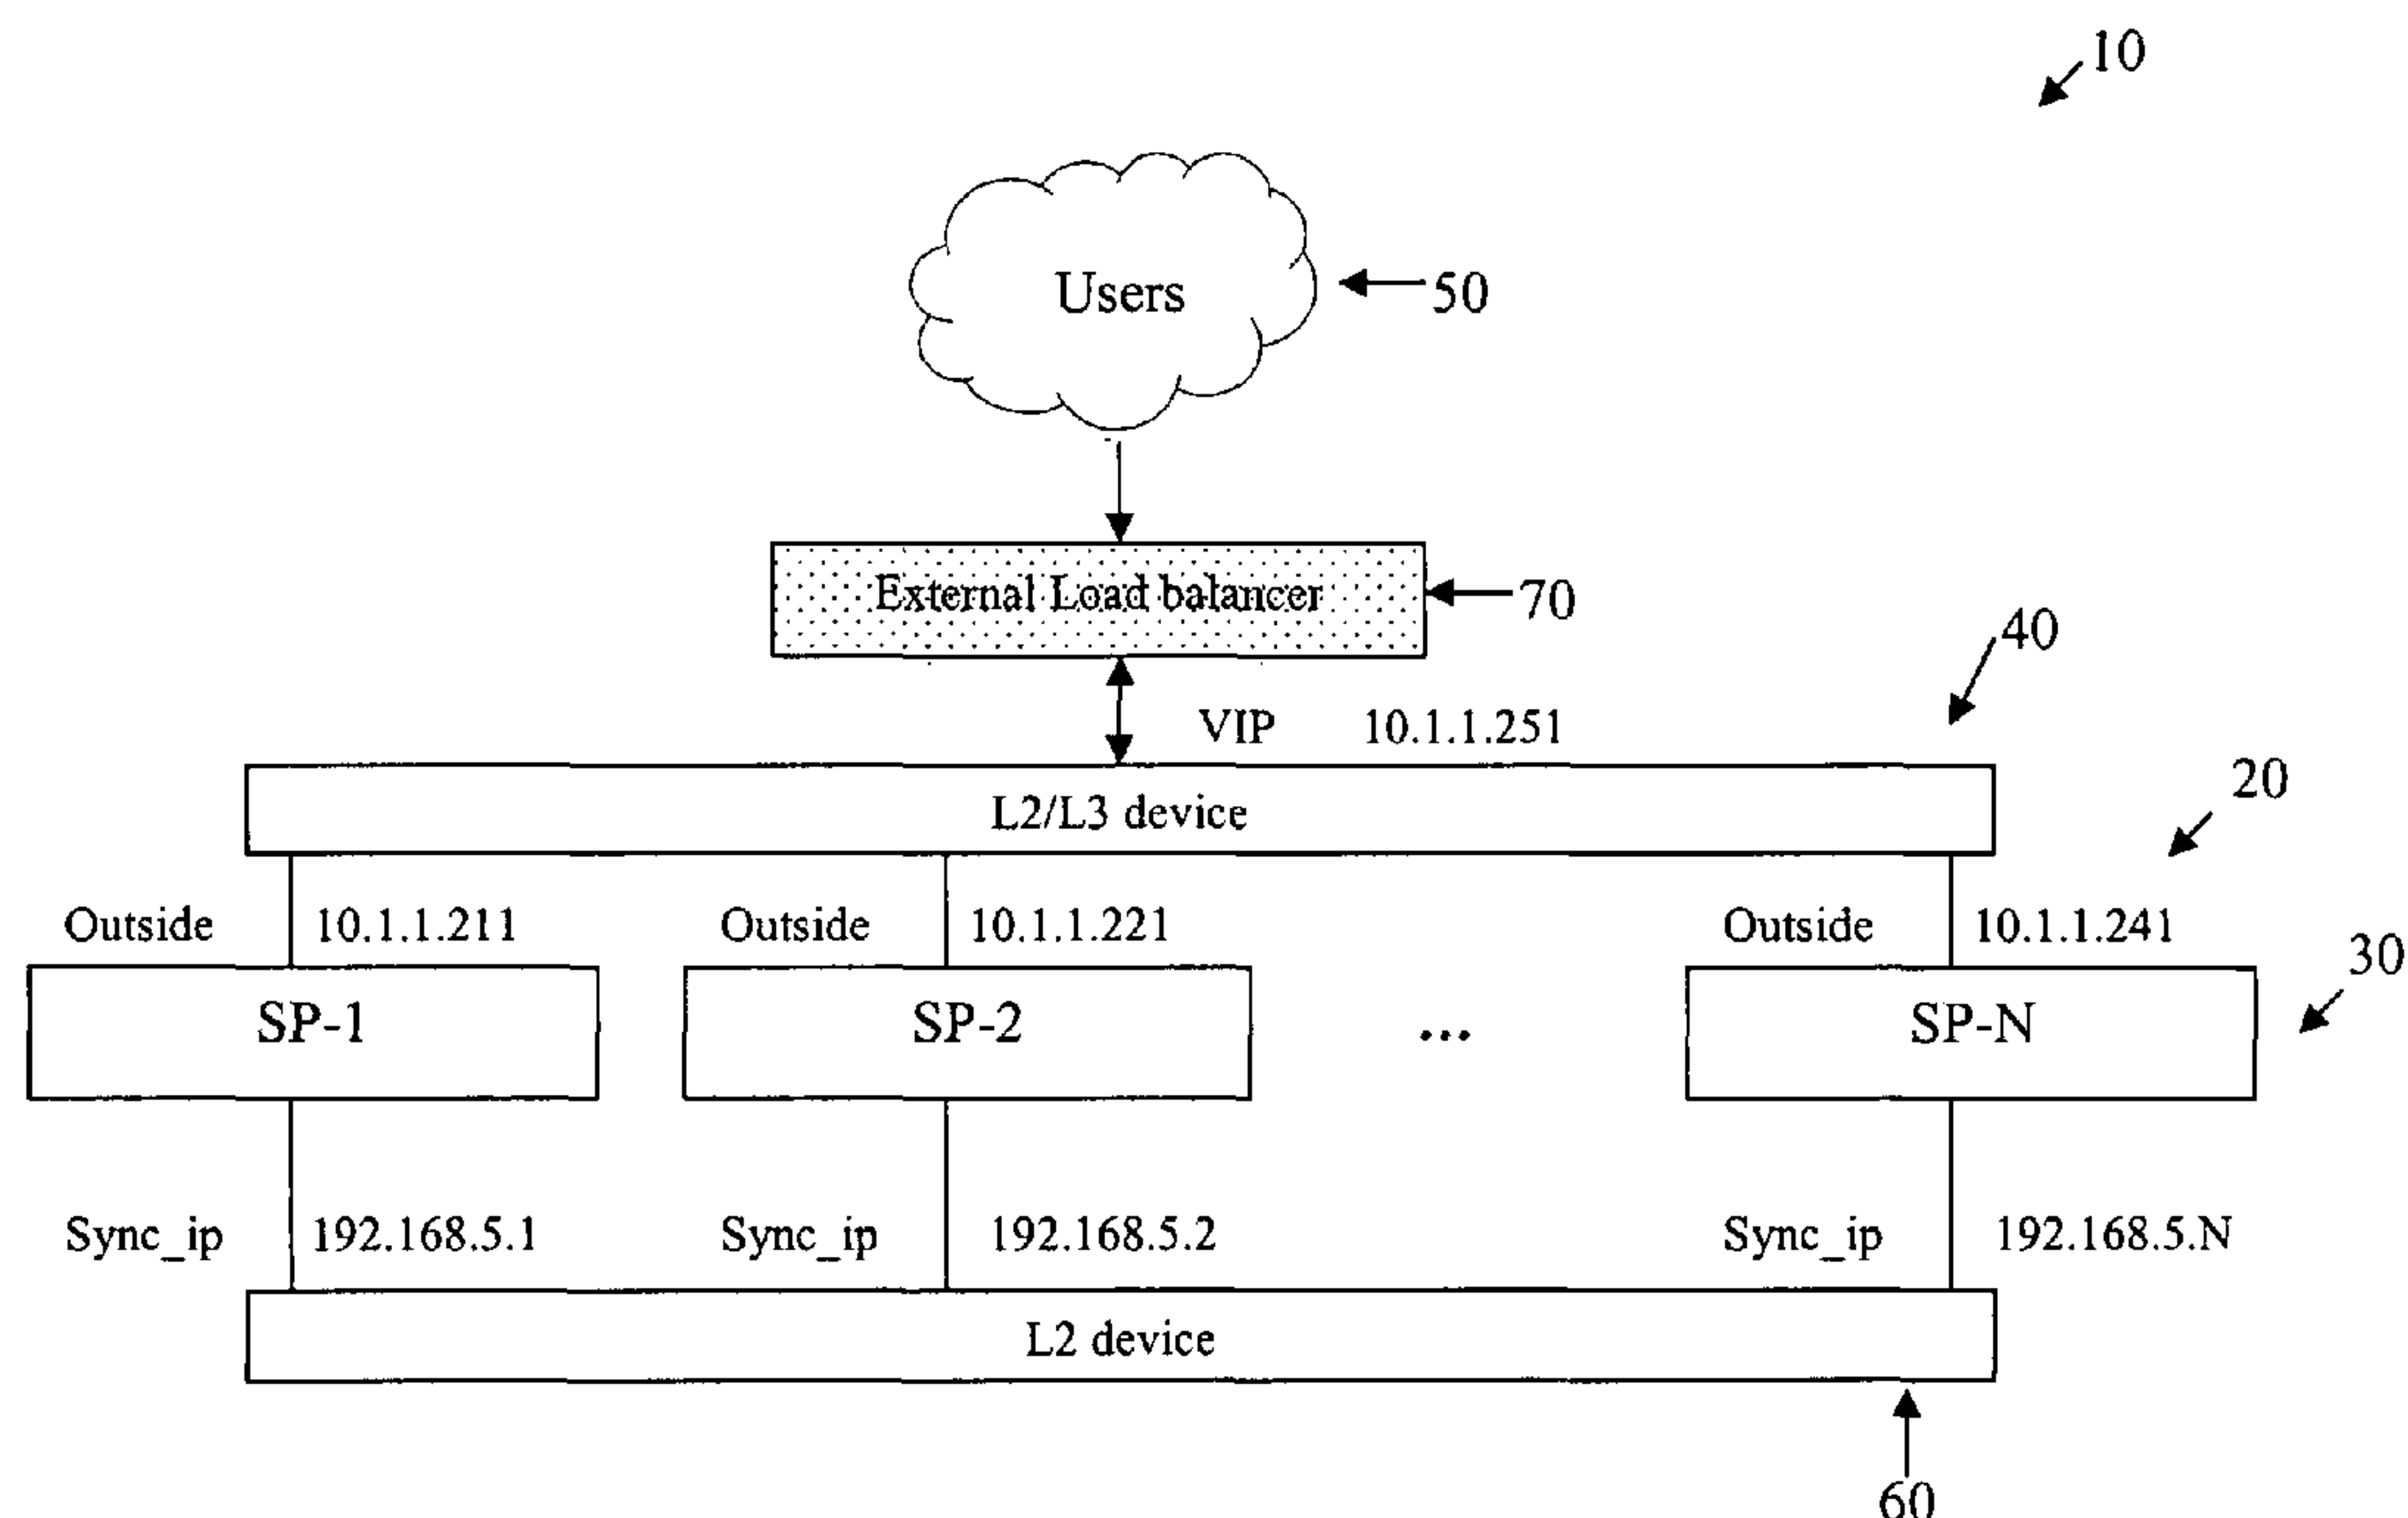 10
Users
50
External Load balancer
70
40
VIP 10.1.1.251
20
L2/L3 device
Outside 10.1.1.211 Outside 10.1.1.221 Outside 10.1.1.241
30
SP-1 SP-2 ... SP-N
Sync_ip 192.168.5.1 Sync_ip 192.168.5.2 Sync_ip 192.168.5.N
L2 device
60